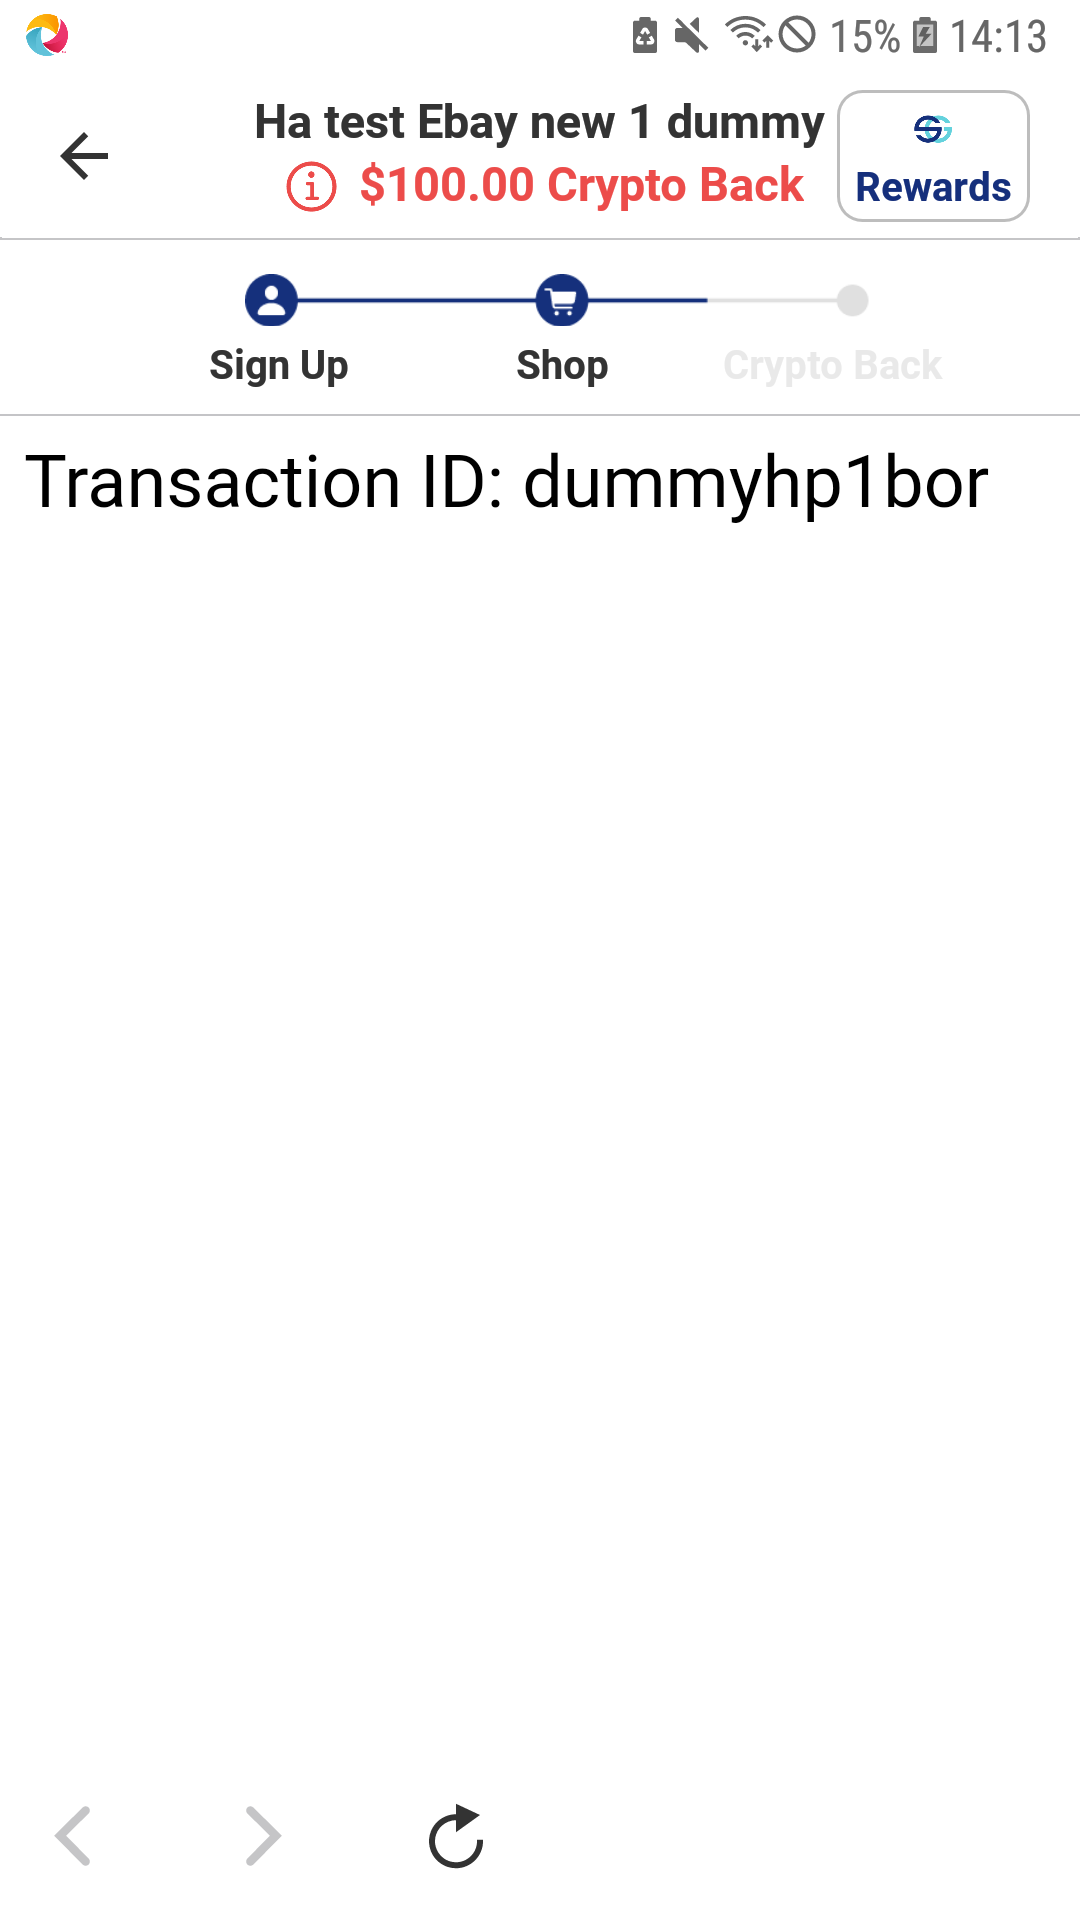 15% 14:13
Ha test Ebay new 1 dummy
$100.00 Crypto Back
Rewards
Sign Up
Shop
Crypto Back
Transaction ID: dummyhp1bor